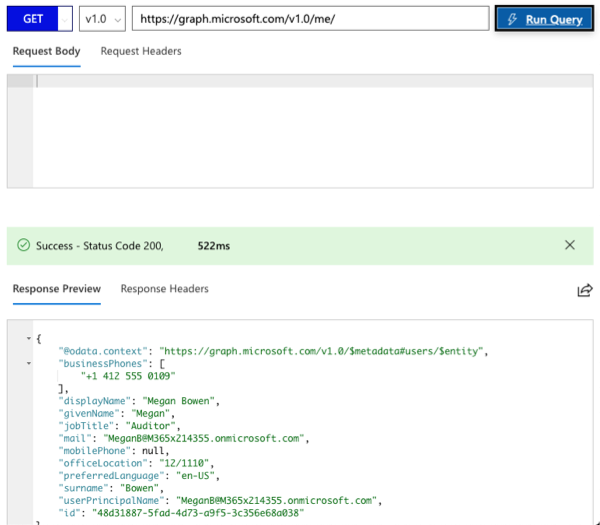 GET v1.0 https://graph.microsoft.com/v1.0/me/ Run Query
Request Body Request Headers
Success - Status Code 200, 522ms
Response Preview Response Headers
{
"@odata.context": "https://graph.microsoft.com/v1.0/$metadata#users/$entity",
"businessPhones": [
"+1 412 555 0109"
],
"displayName": "Megan Bowen",
"givenName": "Megan",
"jobTitle": "Auditor",
"mail": "MeganB@M365x214355.onmicrosoft.com",
"mobilePhone": null,
"officeLocation": "12/1110",
"preferredLanguage": "en-US",
"surname": "Bowen",
"userPrincipalName": "MeganB@M365x214355.onmicrosoft.com",
"id": "48d31887-5fad-4d73-a9f5-3c356e68a038"
}